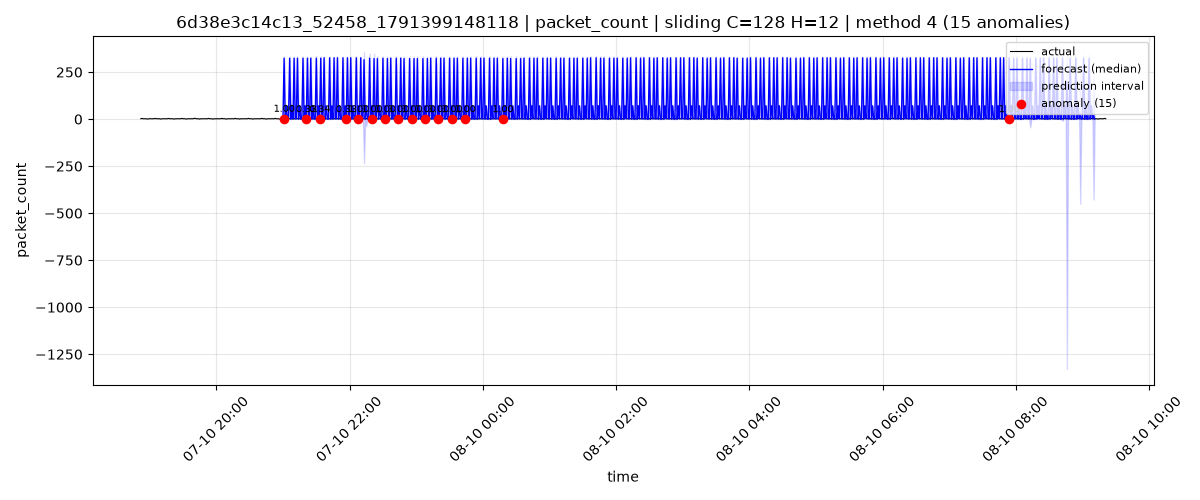 6d38e3c14c13_52458_1791399148118 | packet_count | sliding C=128 H=12 | method 4 (15 anomalies)
packet_count
250
0
−250
−500
−750
−1000
−1250
actual
forecast (median)
prediction interval
anomaly (15)
07-10 20:00
07-10 22:00
08-10 00:00
08-10 02:00
08-10 04:00
08-10 06:00
08-10 08:00
08-10 10:00
time